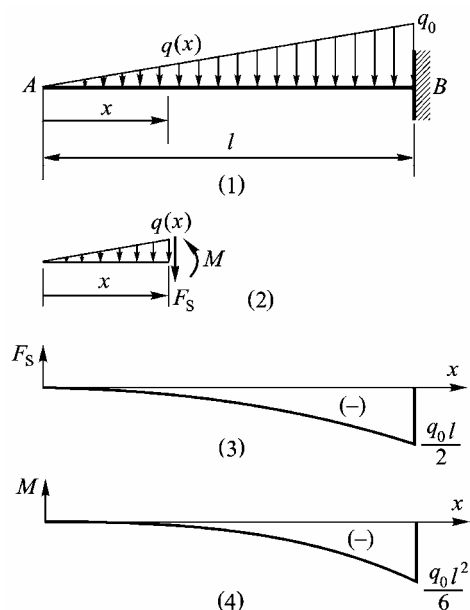 q₀
q(x)
A
B
x
l
(1)
q(x)
M
x
F_S
(2)
F_S
x
(−)
(3)
q₀l/2
M
x
(−)
(4)
q₀l²/6